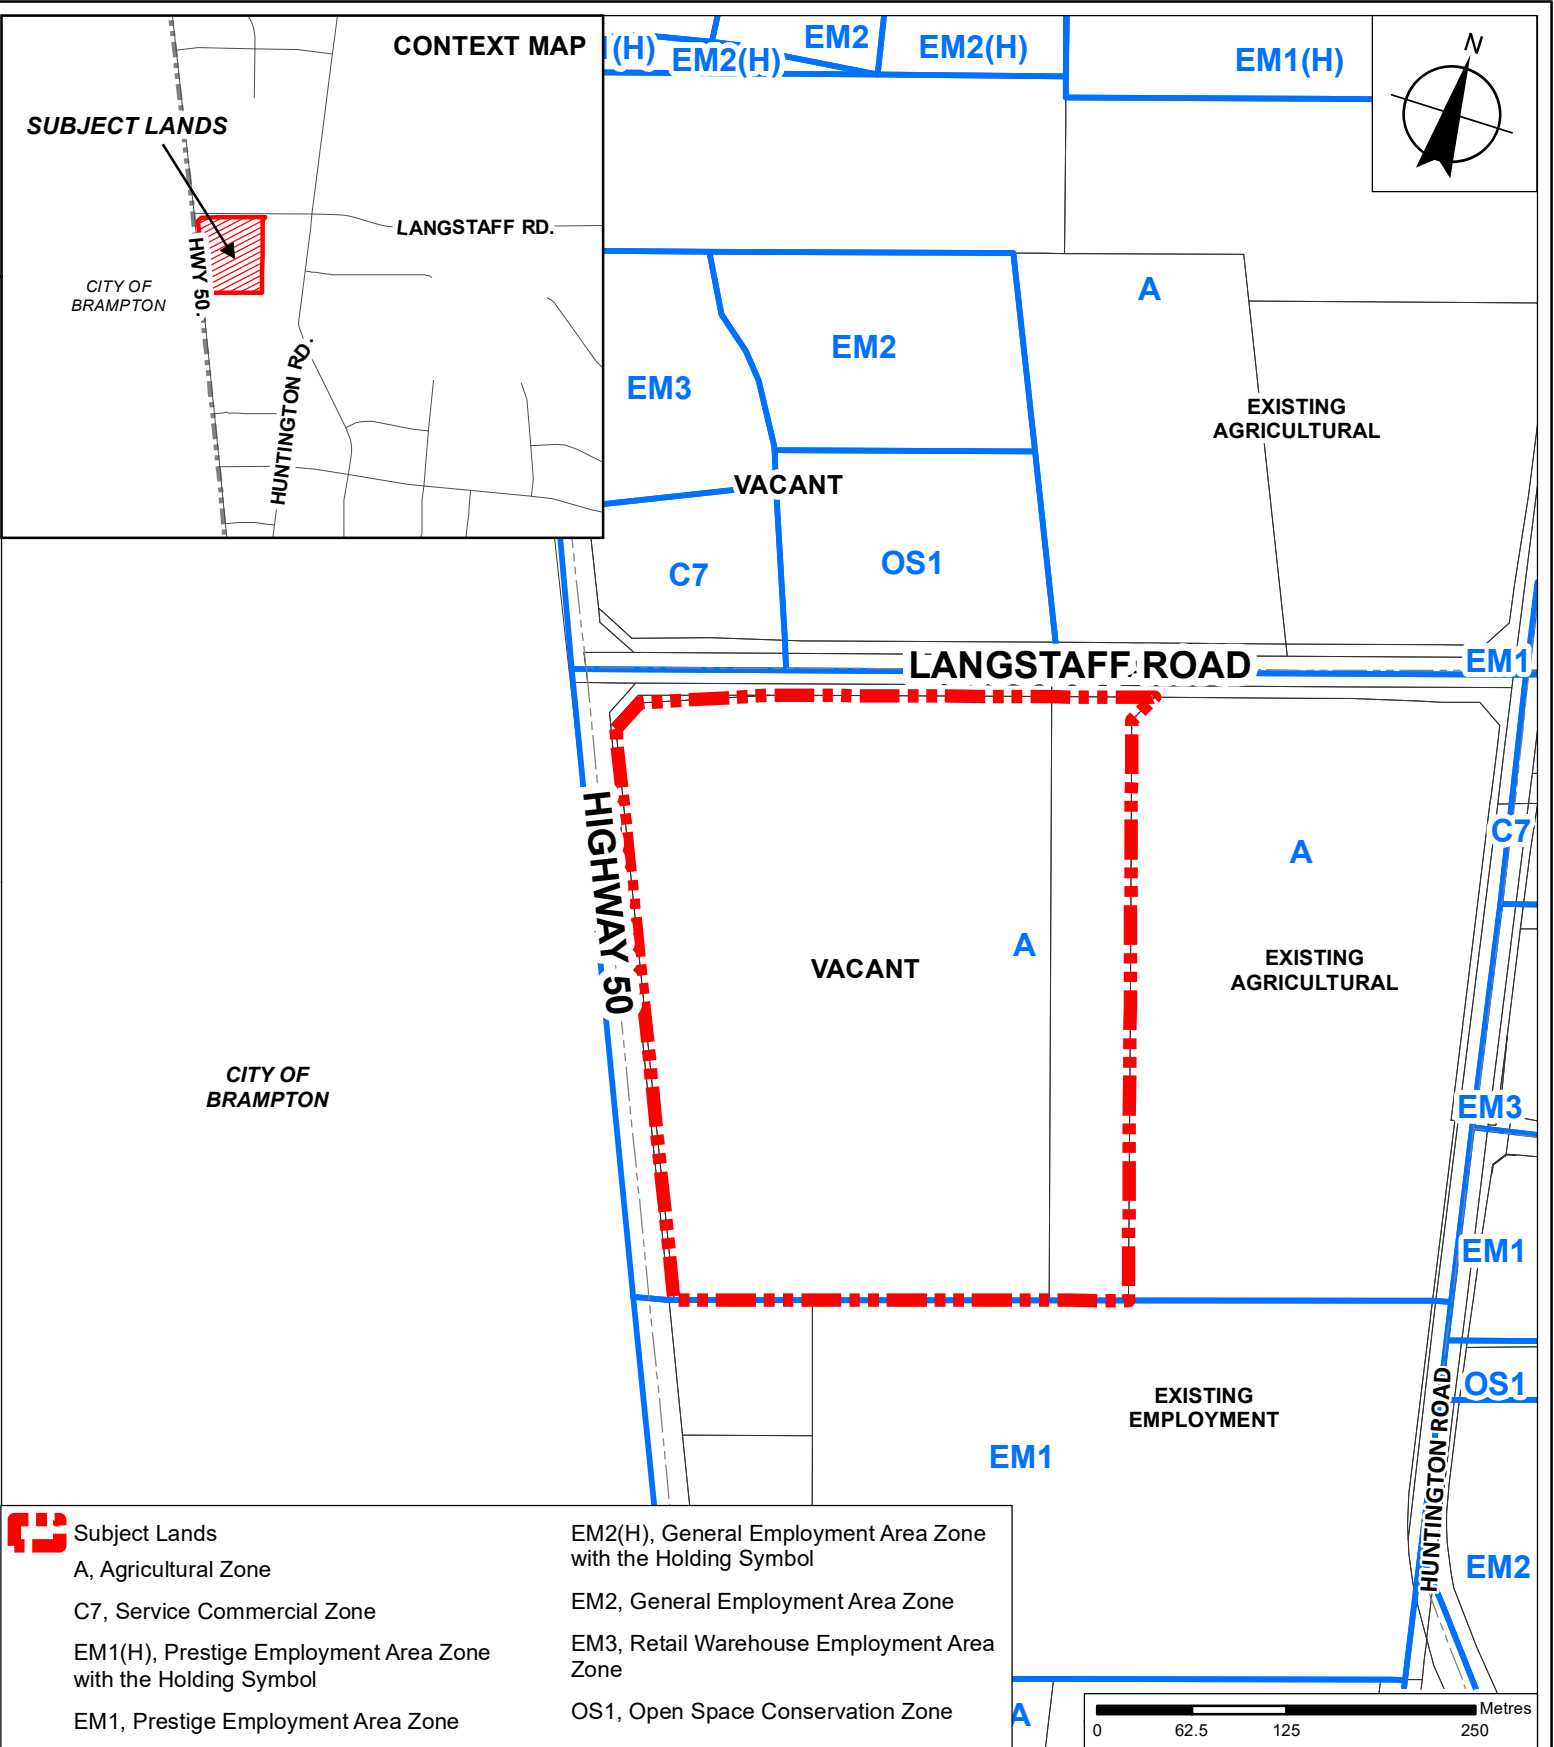 CONTEXT MAP
SUBJECT LANDS
LANGSTAFF RD.
HWY 50.
CITY OF
BRAMPTON
HUNTINGTON RD.
(H)
EM2(H)
EM2
EM2(H)
EM1(H)
N
A
EM2
EM3
EXISTING
AGRICULTURAL
VACANT
OS1
C7
LANGSTAFF ROAD
EM1
HIGHWAY 50
C7
A
A
VACANT
EXISTING
AGRICULTURAL
CITY OF
BRAMPTON
EM3
EM1
OS1
EXISTING
EMPLOYMENT
EM1
HUNTINGTON ROAD
EM2
A
Subject Lands
A, Agricultural Zone
C7, Service Commercial Zone
EM1(H), Prestige Employment Area Zone
with the Holding Symbol
EM1, Prestige Employment Area Zone
EM2(H), General Employment Area Zone
with the Holding Symbol
EM2, General Employment Area Zone
EM3, Retail Warehouse Employment Area
Zone
OS1, Open Space Conservation Zone
Metres
0 62.5 125 250